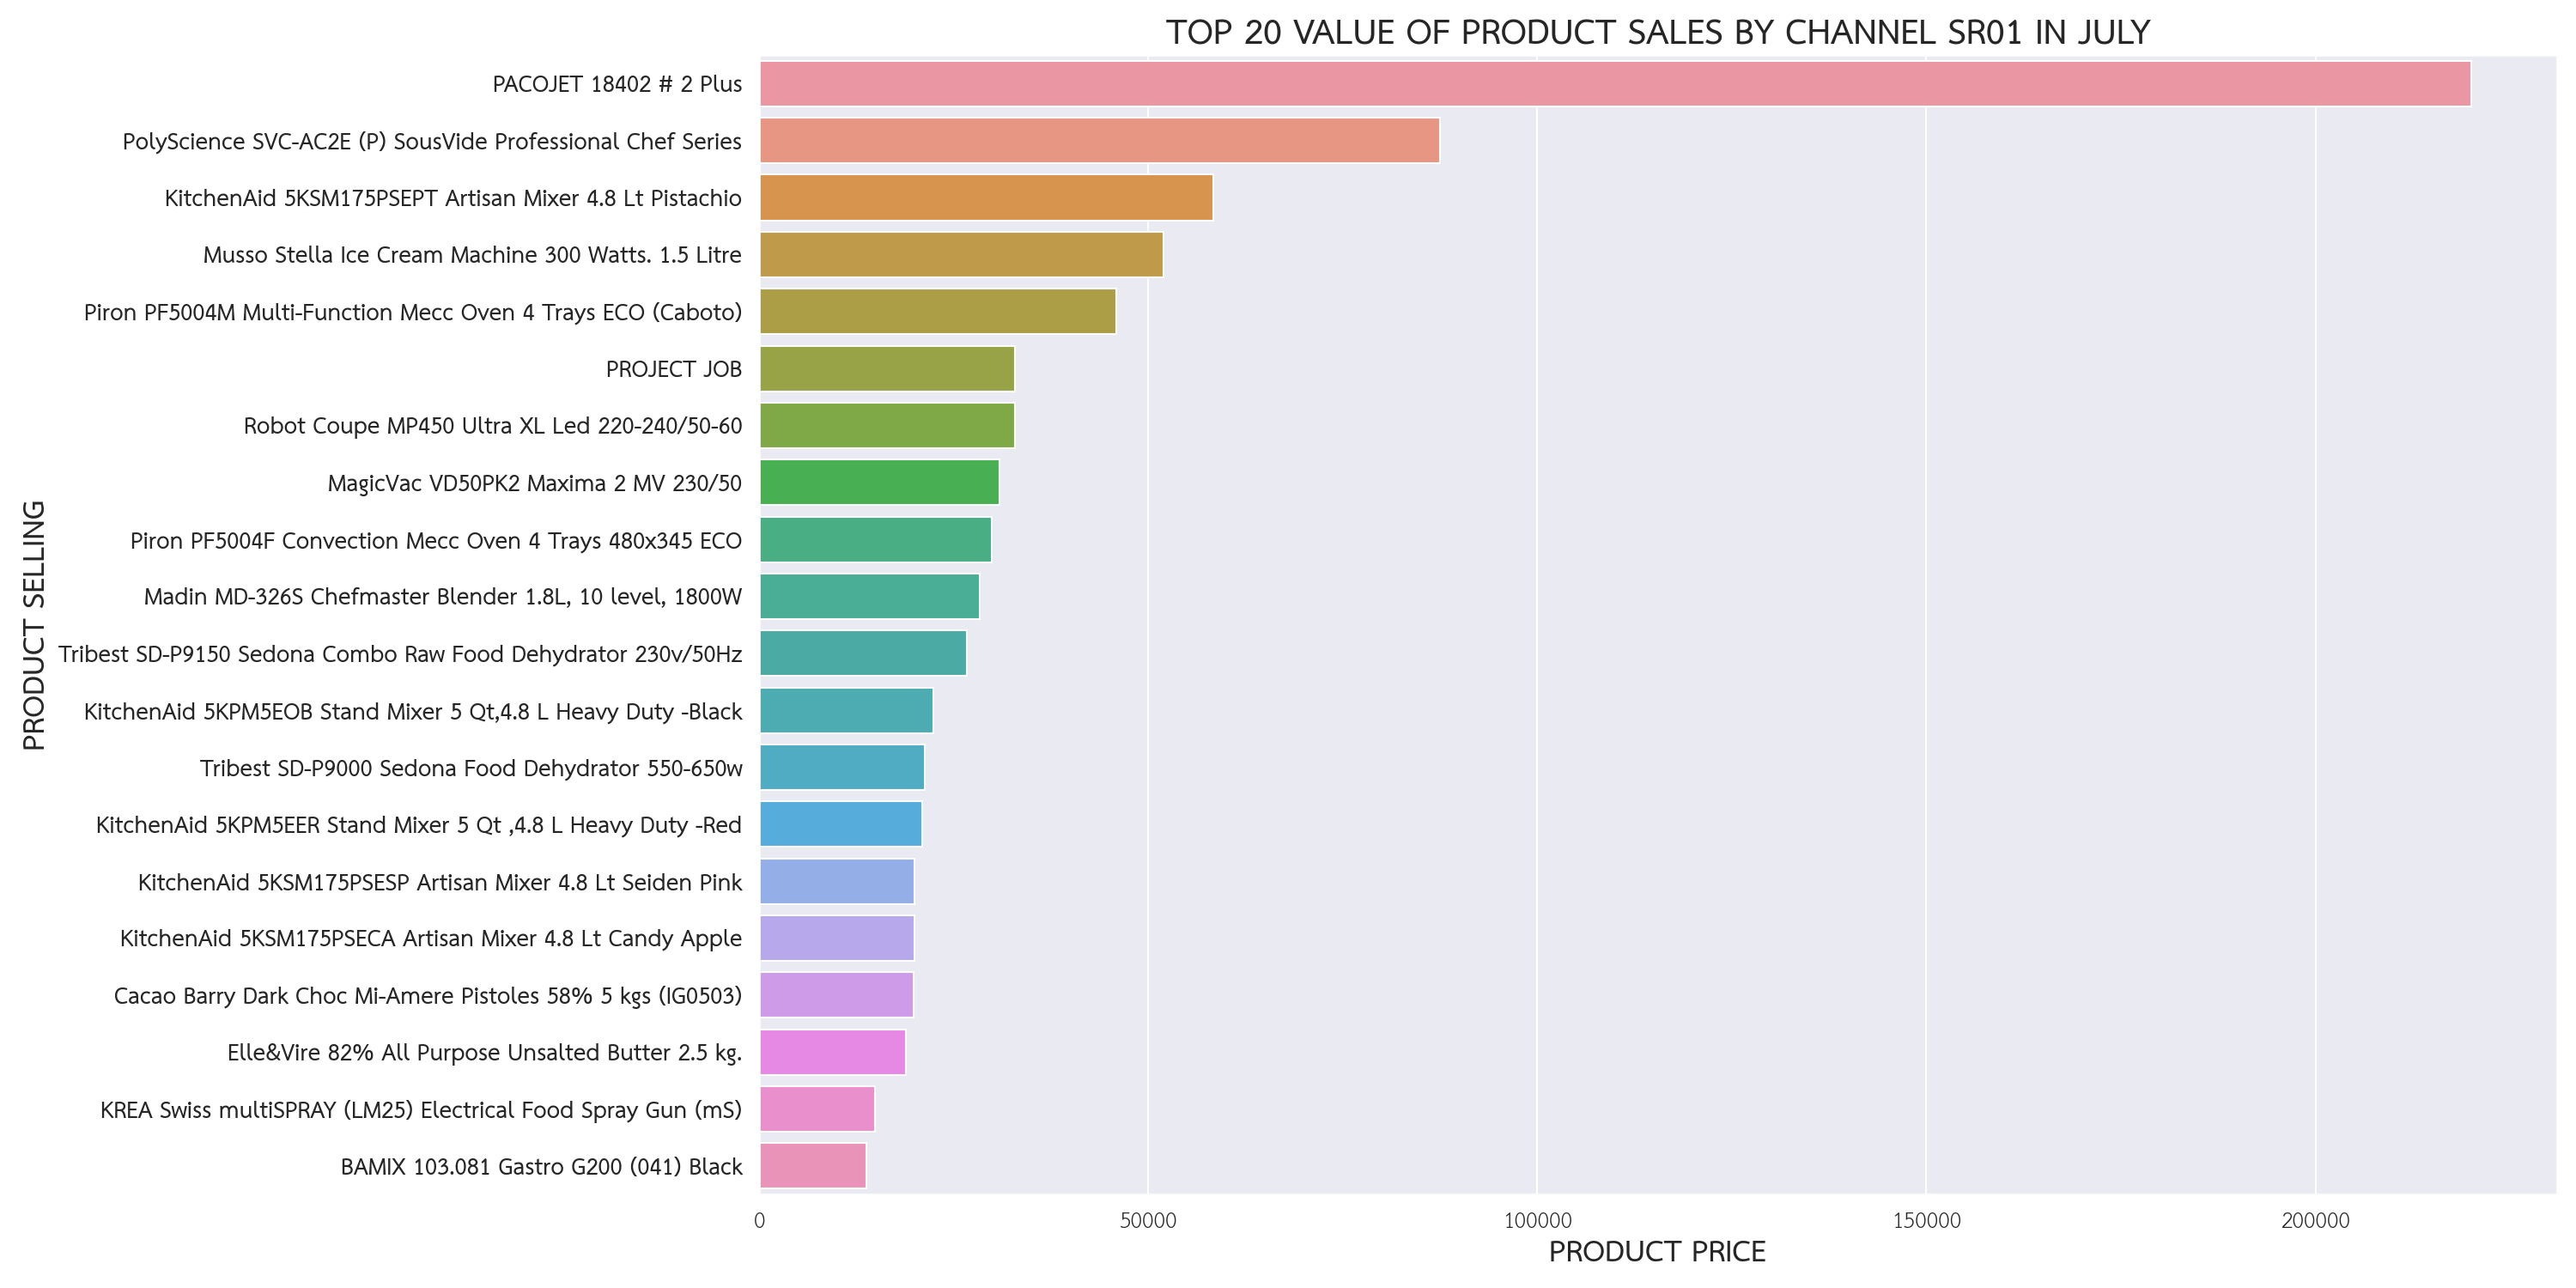 TOP 20 VALUE OF PRODUCT SALES BY CHANNEL SR01 IN JULY
PRODUCT SELLING
PACOJET 18402 # 2 Plus
PolyScience SVC-AC2E (P) SousVide Professional Chef Series
KitchenAid 5KSM175PSEPT Artisan Mixer 4.8 Lt Pistachio
Musso Stella Ice Cream Machine 300 Watts. 1.5 Litre
Piron PF5004M Multi-Function Mecc Oven 4 Trays ECO (Caboto)
PROJECT JOB
Robot Coupe MP450 Ultra XL Led 220-240/50-60
MagicVac VD50PK2 Maxima 2 MV 230/50
Piron PF5004F Convection Mecc Oven 4 Trays 480x345 ECO
Madin MD-326S Chefmaster Blender 1.8L, 10 level, 1800W
Tribest SD-P9150 Sedona Combo Raw Food Dehydrator 230v/50Hz
KitchenAid 5KPM5EOB Stand Mixer 5 Qt,4.8 L Heavy Duty -Black
Tribest SD-P9000 Sedona Food Dehydrator 550-650w
KitchenAid 5KPM5EER Stand Mixer 5 Qt ,4.8 L Heavy Duty -Red
KitchenAid 5KSM175PSESP Artisan Mixer 4.8 Lt Seiden Pink
KitchenAid 5KSM175PSECA Artisan Mixer 4.8 Lt Candy Apple
Cacao Barry Dark Choc Mi-Amere Pistoles 58% 5 kgs (IG0503)
Elle&Vire 82% All Purpose Unsalted Butter 2.5 kg.
KREA Swiss multiSPRAY (LM25) Electrical Food Spray Gun (mS)
BAMIX 103.081 Gastro G200 (041) Black
0 50000 100000 150000 200000
PRODUCT PRICE